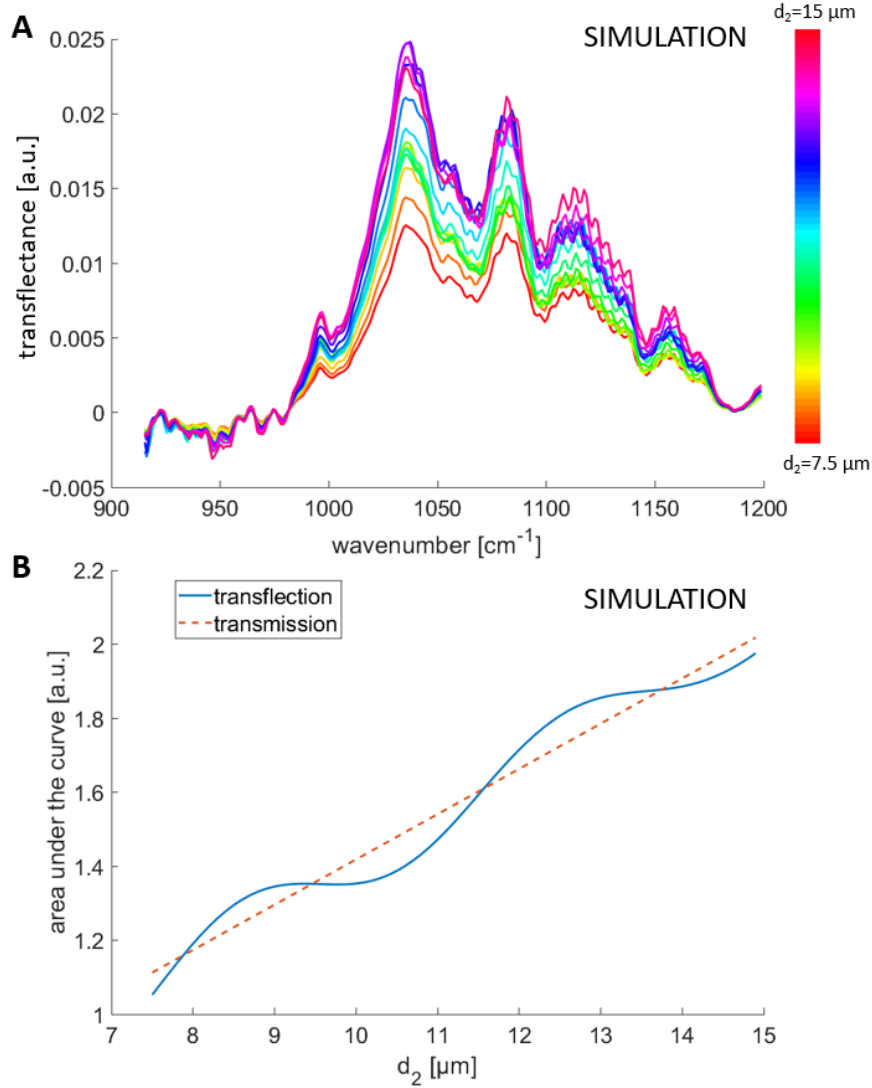 A
SIMULATION
d₂=15 µm
0.025
0.02
0.015
0.01
0.005
0
-0.005
transflectance [a.u.]
900
950
1000
1050
1100
1150
1200
wavenumber [cm⁻¹]
d₂=7.5 µm
B
SIMULATION
transflection
transmission
2.2
2
1.8
1.6
1.4
1.2
1
area under the curve [a.u.]
7
8
9
10
11
12
13
14
15
d₂ [µm]